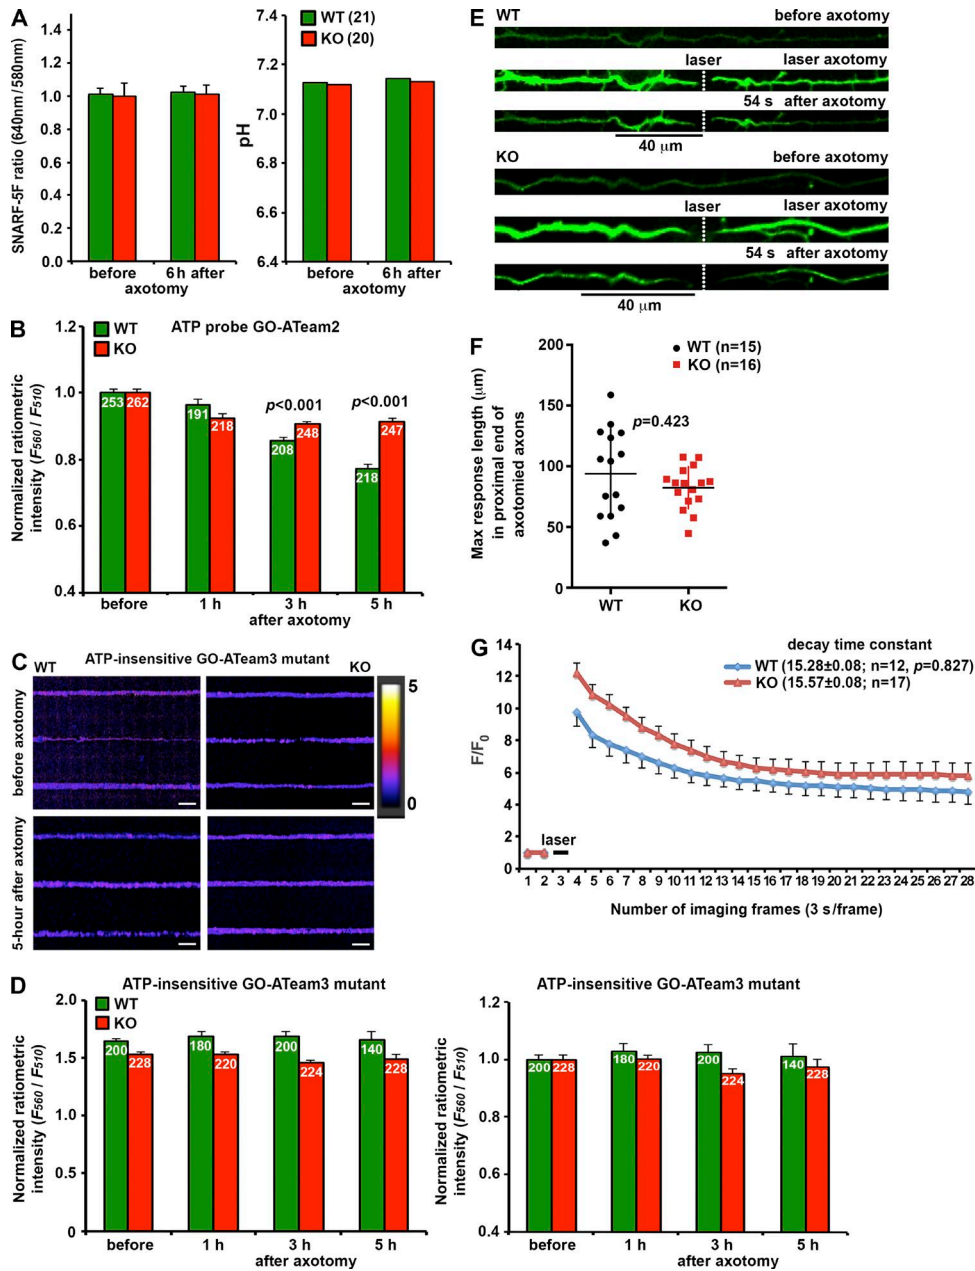 A
SNARF-5F ratio (640nm/580nm)
1.4
1.2
1.0
0.8
0.6
0.4
0.2
0.0
before
6h after
axotomy
WT (21)
KO (20)
pH
7.4
7.2
7.0
6.8
6.6
6.4
before
6h after
axotomy
B
ATP probe GO-ATeam2
WT
KO
Normalized ratiometric
intensity (F560 / F510)
1.2
1.0
0.8
0.6
0.4
253
262
191
218
208
248
218
247
p<0.001
p<0.001
before
1 h
3 h
5 h
after axotomy
C
ATP-insensitive GO-ATeam3 mutant
WT
KO
before axotomy
5-hour after axtomy
5
0
D
ATP-insensitive GO-ATeam3 mutant
WT
KO
Normalized ratiometric
intensity (F560 / F510)
2.0
1.5
1.0
0.5
0
200
228
180
220
200
224
140
228
before
1 h
3 h
5 h
after axotomy
ATP-insensitive GO-ATeam3 mutant
Normalized ratiometric
intensity (F560 / F510)
1.2
1.0
0.8
0.6
0.4
200
228
180
220
200
224
140
228
before
1 h
3 h
5 h
after axotomy
E
WT
before axotomy
laser
laser axotomy
54 s after axotomy
40 μm
KO
before axotomy
laser
laser axotomy
54 s after axotomy
40 μm
F
WT (n=15)
KO (n=16)
p=0.423
Max response length (μm)
in proximal end of
axotomied axons
200
150
100
50
0
WT
KO
G
decay time constant
WT (15.28±0.08; n=12, p=0.827)
KO (15.57±0.08; n=17)
F/F0
14
12
10
8
6
4
2
0
laser
1 2 3 4 5 6 7 8 9 10 11 12 13 14 15 16 17 18 19 20 21 22 23 24 25 26 27 28
Number of imaging frames (3 s/frame)